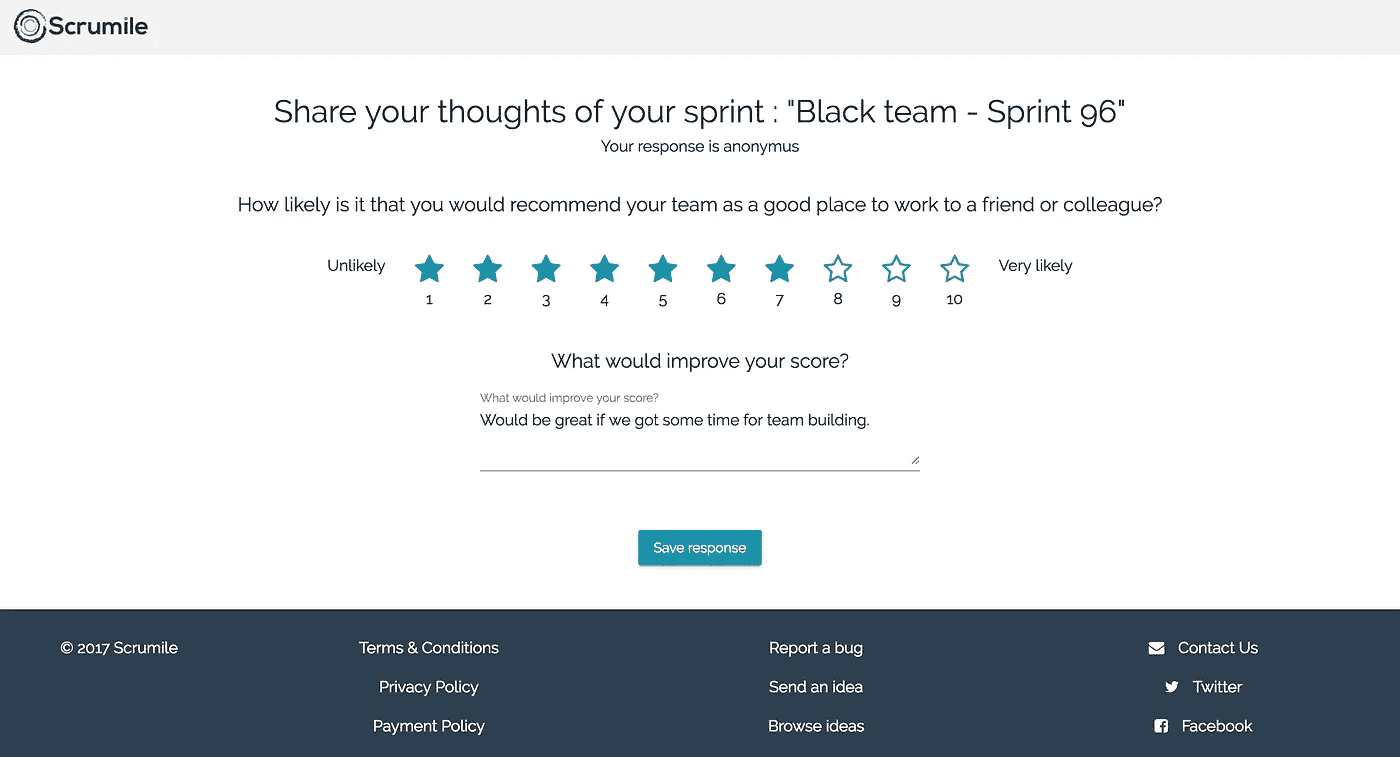 Scrumile
Share your thoughts of your sprint : "Black team - Sprint 96"
Your response is anonymus
How likely is it that you would recommend your team as a good place to work to a friend or colleague?
Unlikely
Very likely
1 2 3 4 5 6 7 8 9 10
What would improve your score?
What would improve your score?
Would be great if we got some time for team building.
Save response
© 2017 Scrumile
Terms & Conditions
Privacy Policy
Payment Policy
Report a bug
Send an idea
Browse ideas
Contact Us
Twitter
Facebook